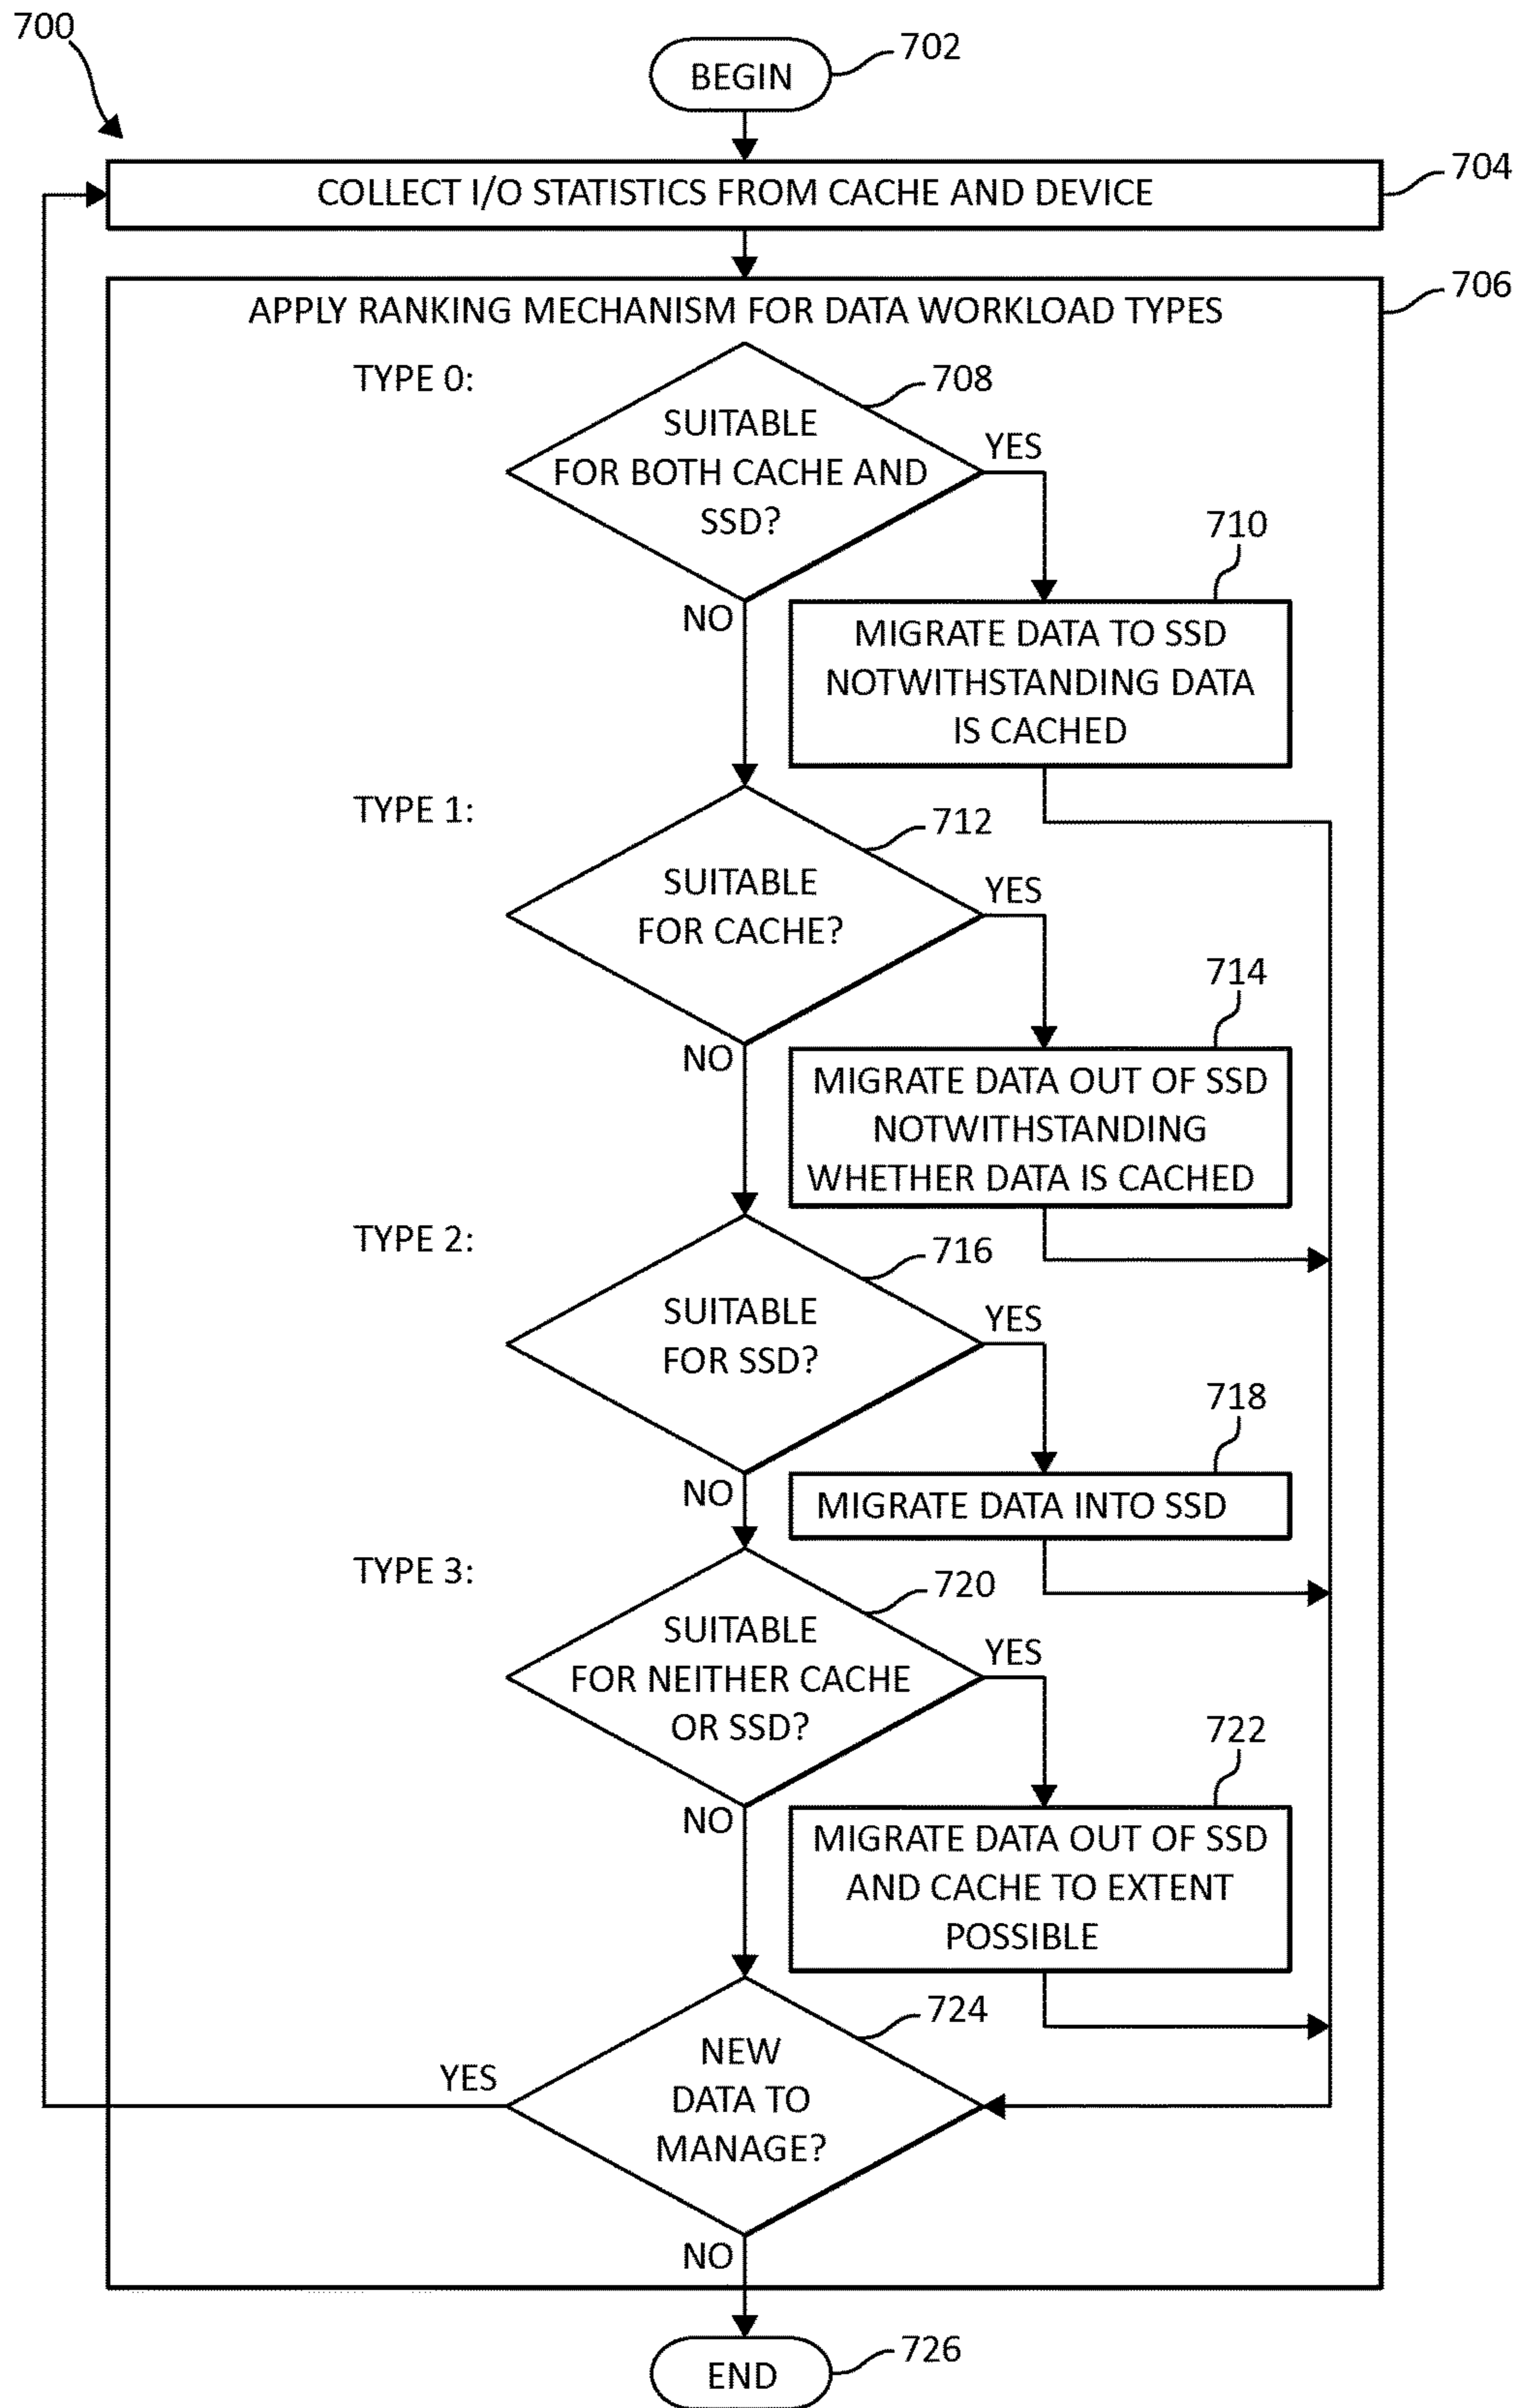 700
BEGIN
702
COLLECT I/O STATISTICS FROM CACHE AND DEVICE
704
APPLY RANKING MECHANISM FOR DATA WORKLOAD TYPES
706
TYPE 0:
708
SUITABLE
FOR BOTH CACHE AND
SSD?
YES
NO
710
MIGRATE DATA TO SSD
NOTWITHSTANDING DATA
IS CACHED
TYPE 1:
712
SUITABLE
FOR CACHE?
YES
NO
714
MIGRATE DATA OUT OF SSD
NOTWITHSTANDING
WHETHER DATA IS CACHED
TYPE 2:
716
SUITABLE
FOR SSD?
YES
NO
718
MIGRATE DATA INTO SSD
TYPE 3:
720
SUITABLE
FOR NEITHER CACHE
OR SSD?
YES
NO
722
MIGRATE DATA OUT OF SSD
AND CACHE TO EXTENT
POSSIBLE
724
NEW
DATA TO
MANAGE?
YES
NO
END
726